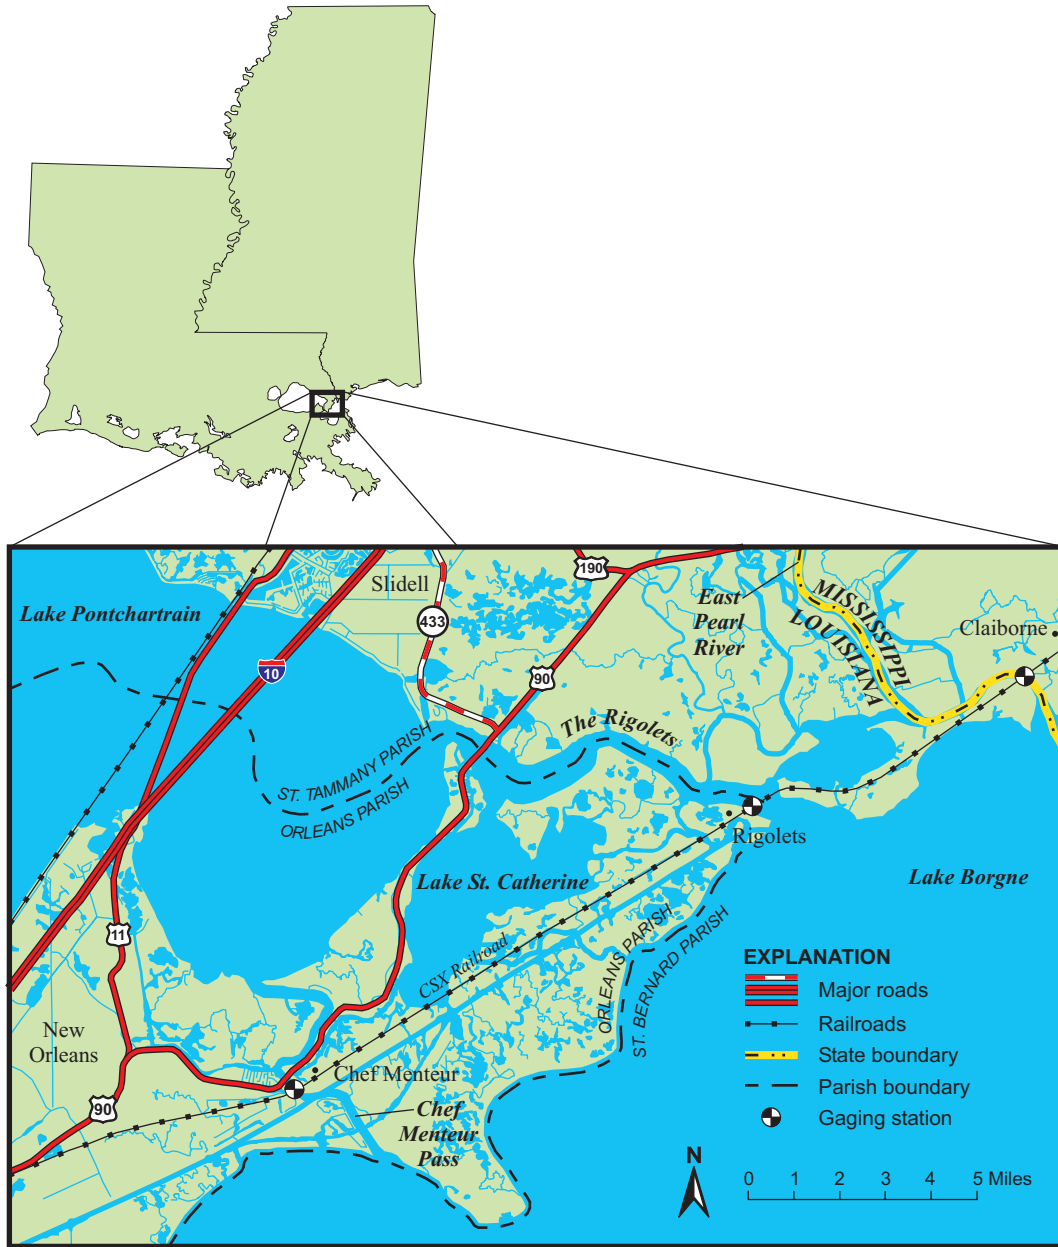 Slidell
190
Lake Pontchartrain
433
East
Pearl
River
MISSISSIPPI
LOUISIANA
Claiborne
10
90
The Rigolets
ST. TAMMANY PARISH
ORLEANS PARISH
Rigolets
Lake St. Catherine
Lake Borgne
11
CSX Railroad
ORLEANS PARISH
ST. BERNARD PARISH
New
Orleans
Chef Menteur
90
Chef
Menteur
Pass
EXPLANATION
Major roads
Railroads
State boundary
Parish boundary
Gaging station
N
0 1 2 3 4 5 Miles